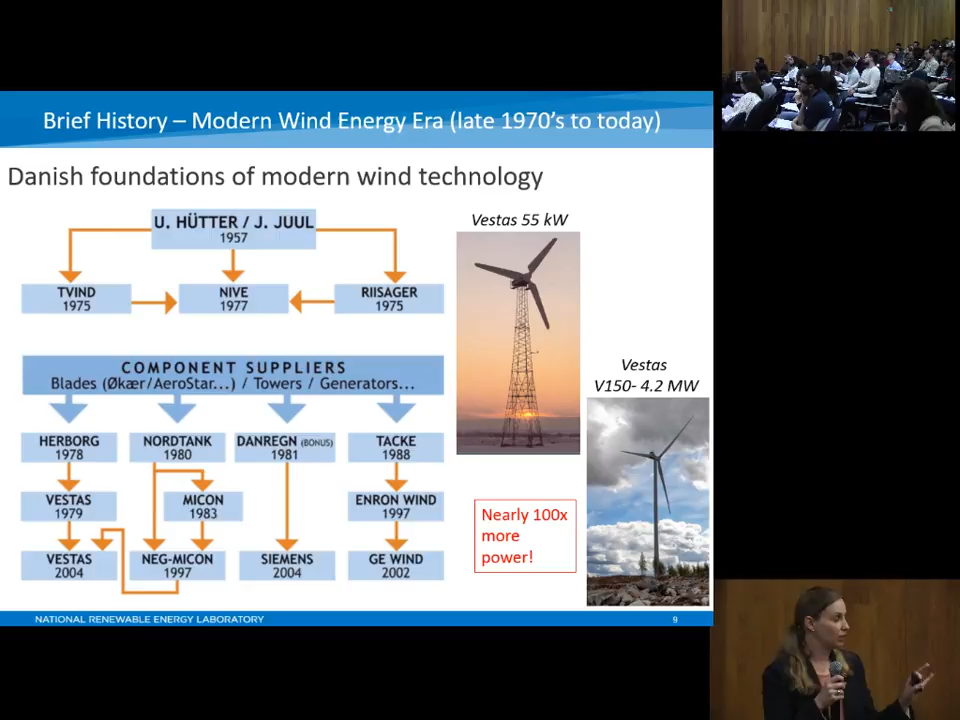 Brief History – Modern Wind Energy Era (late 1970's to today)
Danish foundations of modern wind technology
U. HÜTTER / J. JUUL
1957
TVIND
1975
NIVE
1977
RIISAGER
1975
COMPONENT SUPPLIERS
Blades (Økær/AeroStar...) / Towers / Generators...
HERBORG
1978
NORDTANK
1980
DANREGN (BONUS)
1981
TACKE
1988
VESTAS
1979
MICON
1983
ENRON WIND
1997
VESTAS
2004
NEG-MICON
1997
SIEMENS
2004
GE WIND
2002
Vestas 55 kW
Vestas
V150- 4.2 MW
Nearly 100x
more
power!
NATIONAL RENEWABLE ENERGY LABORATORY
9